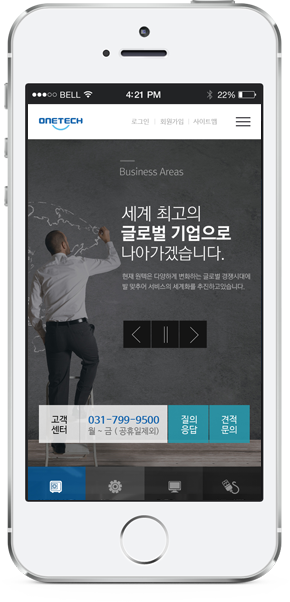 ●●●○○ BELL 4:21 PM 22%
ONETECH 로그인 | 회원가입 | 사이트맵
Business Areas
세계 최고의
글로벌 기업으로
나아가겠습니다.
현재 원텍은 다양하게 변화하는 글로벌 경쟁시대에
발 맞추어 서비스의 세계화를 추진하고있습니다.
고객
센터
031-799-9500
월 ~ 금 ( 공휴일제외)
질의
응답
견적
문의